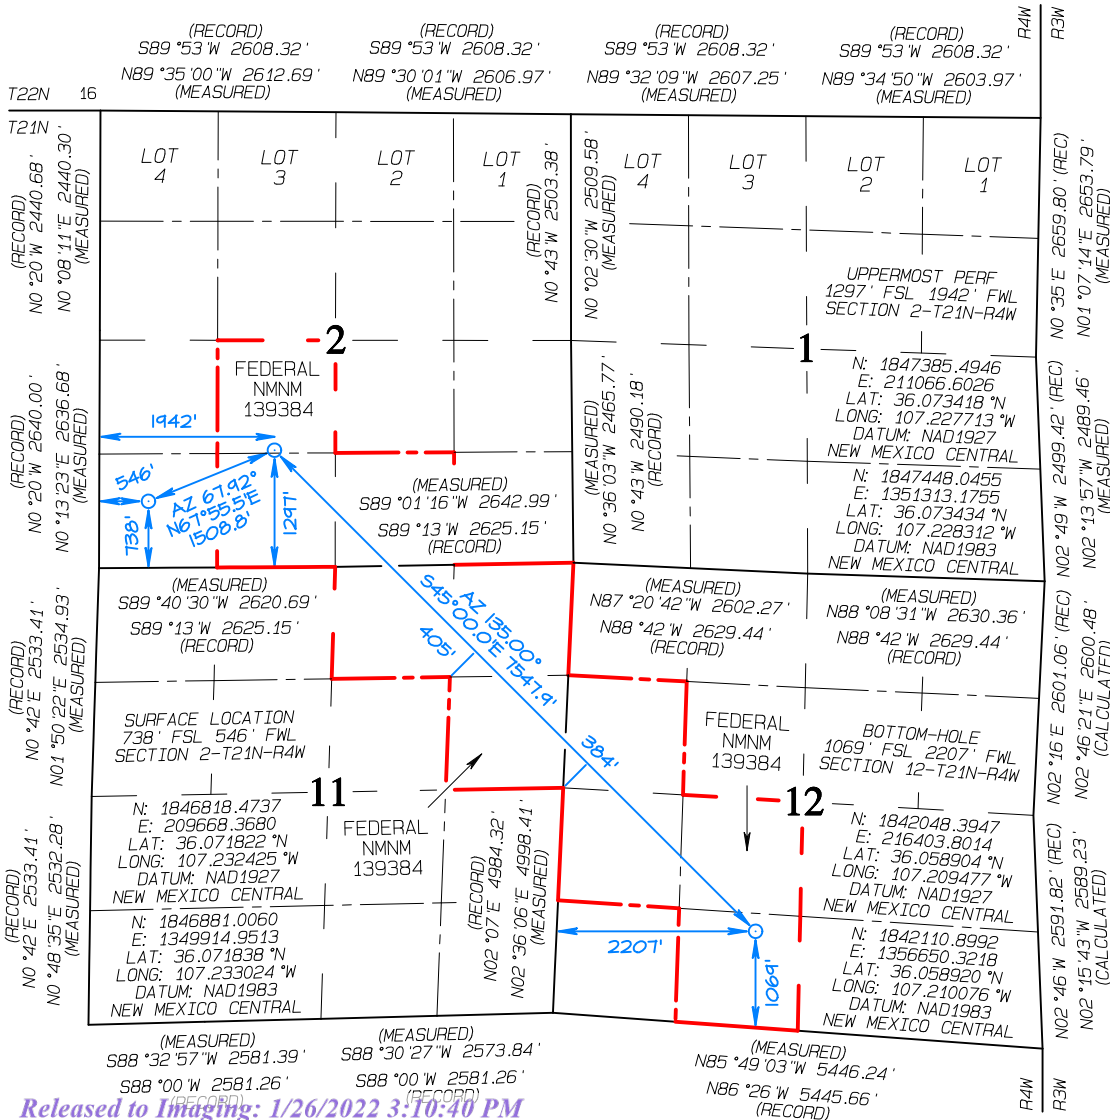 (RECORD)
S89°53'W 2608.32'
N89°35'00"W 2612.69'
(MEASURED)
(RECORD)
S89°53'W 2608.32'
N89°30'01"W 2606.97'
(MEASURED)
(RECORD)
S89°53'W 2608.32'
N89°32'09"W 2607.25'
(MEASURED)
(RECORD)
S89°53'W 2608.32
N89°34'50"W 2603.97'
(MEASURED)
R4W
R3W
T22N 16
T21N
(RECORD)
N0°20'W 2440.68'
N0°08'11"E 2440.30'
(MEASURED)
LOT
4
LOT
3
LOT
2
LOT
1
(RECORD)
N0°43'W 2503.38'
N0°02'30"W 2509.58'
(MEASURED)
LOT
4
LOT
3
LOT
2
LOT
1
N0°35'E 2659.80' (REC)
N01°07'14"E 2653.79'
(MEASURED)
UPPERMOST PERF
1297' FSL 1942' FWL
SECTION 2-T21N-R4W
2
1
FEDERAL
NMNM
139384
N: 1847385.4946
E: 211066.6026
LAT: 36.073418°N
LONG: 107.227713°W
DATUM: NAD1927
NEW MEXICO CENTRAL
N: 1847448.0455
E: 1351313.1755
LAT: 36.073434°N
LONG: 107.228312°W
DATUM: NAD1983
NEW MEXICO CENTRAL
(RECORD)
N0°20'W 2640.00'
N0°13'23"E 2636.68'
(MEASURED)
1942'
546'
738'
AZ 67.92°
N67°55.5'E
1508.8'
1297'
(MEASURED)
S89°01'16"W 2642.99'
S89°13'W 2625.15'
(RECORD)
(MEASURED)
N0°36'03"W 2465.77'
N0°43'W 2490.18'
(RECORD)
N02°49'W 2499.42' (REC)
N02°13'57"W 2489.46'
(MEASURED)
(MEASURED)
S89°40'30"W 2620.69'
S89°13'W 2625.15'
(RECORD)
AZ 135.00°
S45°00.0'E 7547.9'
405'
384'
(MEASURED)
N87°20'42"W 2602.27'
N88°42'W 2629.44'
(RECORD)
(MEASURED)
N88°08'31"W 2630.36'
N88°42'W 2629.44'
(RECORD)
(RECORD)
N0°42'E 2533.41'
N01°50'22"E 2534.93'
(MEASURED)
N02°16'E 2601.06' (REC)
N02°46'21"E 2600.48'
(CALCULATED)
SURFACE LOCATION
738' FSL 546' FWL
SECTION 2-T21N-R4W
FEDERAL
NMNM
139384
BOTTOM-HOLE
1069' FSL 2207' FWL
SECTION 12-T21N-R4W
11
12
N: 1846818.4737
E: 209668.3680
LAT: 36.071822°N
LONG: 107.232425°W
DATUM: NAD1927
NEW MEXICO CENTRAL
FEDERAL
NMNM
139384
N: 1842048.3947
E: 216403.8014
LAT: 36.058904°N
LONG: 107.209477°W
DATUM: NAD1927
NEW MEXICO CENTRAL
(RECORD)
N0°42'E 2533.41'
N0°48'35"E 2532.28'
(MEASURED)
N: 1846881.0060
E: 1349914.9513
LAT: 36.071838°N
LONG: 107.233024°W
DATUM: NAD1983
NEW MEXICO CENTRAL
(RECORD)
N02°07'E 4984.32'
N02°36'06"E 4998.41'
(MEASURED)
2207'
1069'
N: 1842110.8992
E: 1356650.3218
LAT: 36.058920°N
LONG: 107.210076°W
DATUM: NAD1983
NEW MEXICO CENTRAL
N02°46'W 2591.82' (REC)
N02°15'43"W 2589.23'
(CALCULATED)
(MEASURED)
S88°32'57"W 2581.39'
S88°00'W 2581.26'
(RECORD)
(MEASURED)
S88°30'27"W 2573.84'
S88°00'W 2581.26'
(RECORD)
(MEASURED)
N85°49'03"W 5446.24'
N86°26'W 5445.66'
(RECORD)
R4W
R3W
Released to Imaging: 1/26/2022 3:10:40 PM